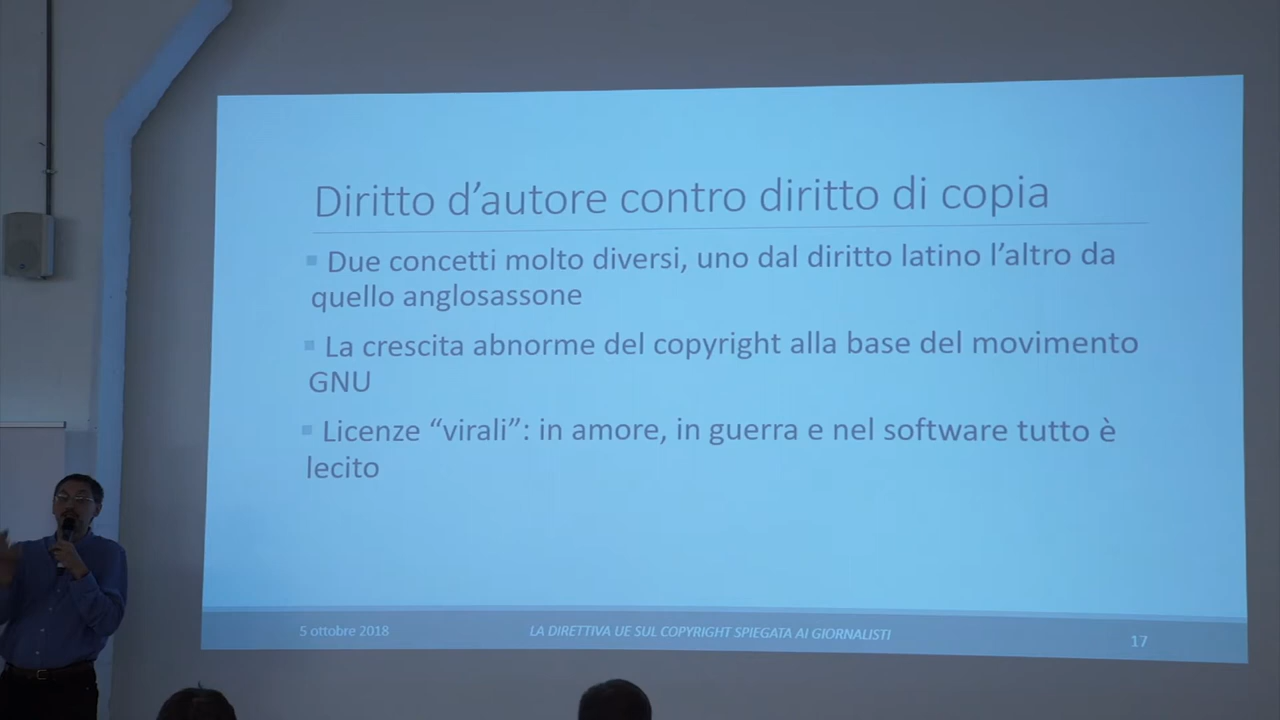 Diritto d’autore contro diritto di copia
Due concetti molto diversi, uno dal diritto latino l’altro da
quello anglosassone
La crescita abnorme del copyright alla base del movimento
GNU
Licenze “virali”: in amore, in guerra e nel software tutto è
lecito
5 ottobre 2018
LA DIRETTIVA UE SUL COPYRIGHT SPIEGATA AI GIORNALISTI
17